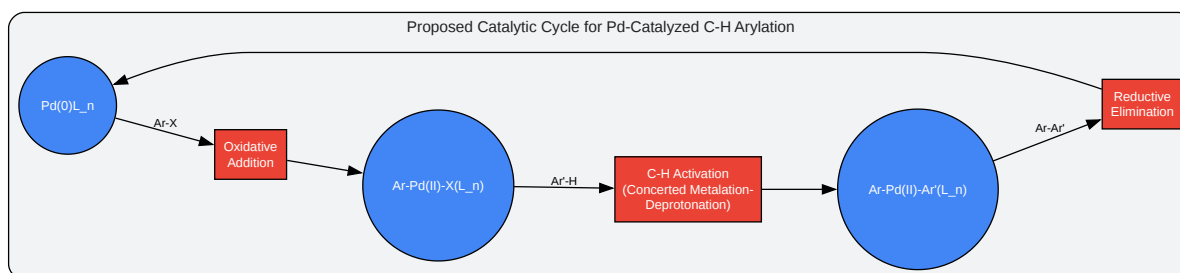 Proposed Catalytic Cycle for Pd-Catalyzed C-H Arylation
Pd(0)L_n
Ar-X
Oxidative
Addition
Ar-Pd(II)-X(L_n)
Ar'-H
C-H Activation
(Concerted Metalation-
Deprotonation)
Ar-Pd(II)-Ar'(L_n)
Ar-Ar'
Reductive
Elimination